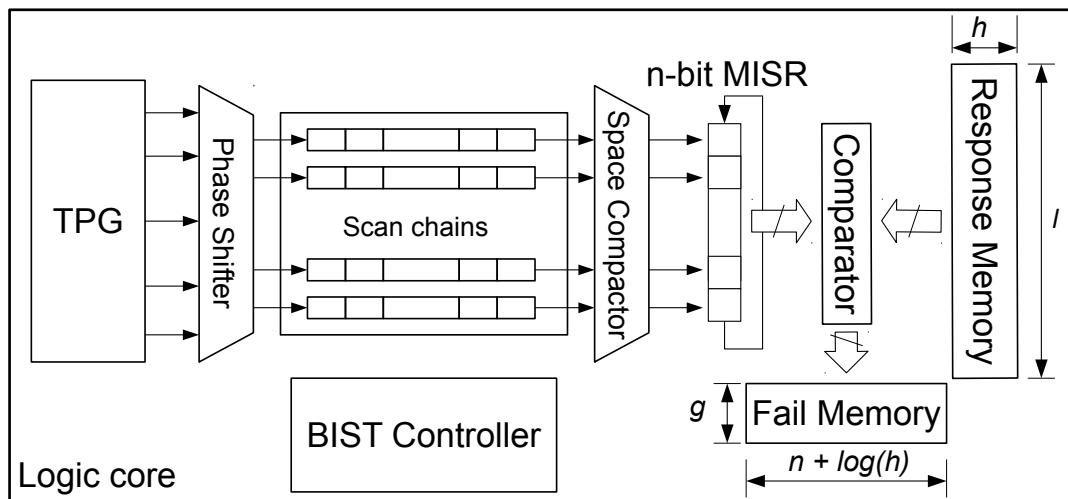 h
n-bit MISR
TPG
Phase Shifter
Scan chains
Space Compactor
Comparator
Response Memory
l
g
Fail Memory
BIST Controller
n + log(h)
Logic core